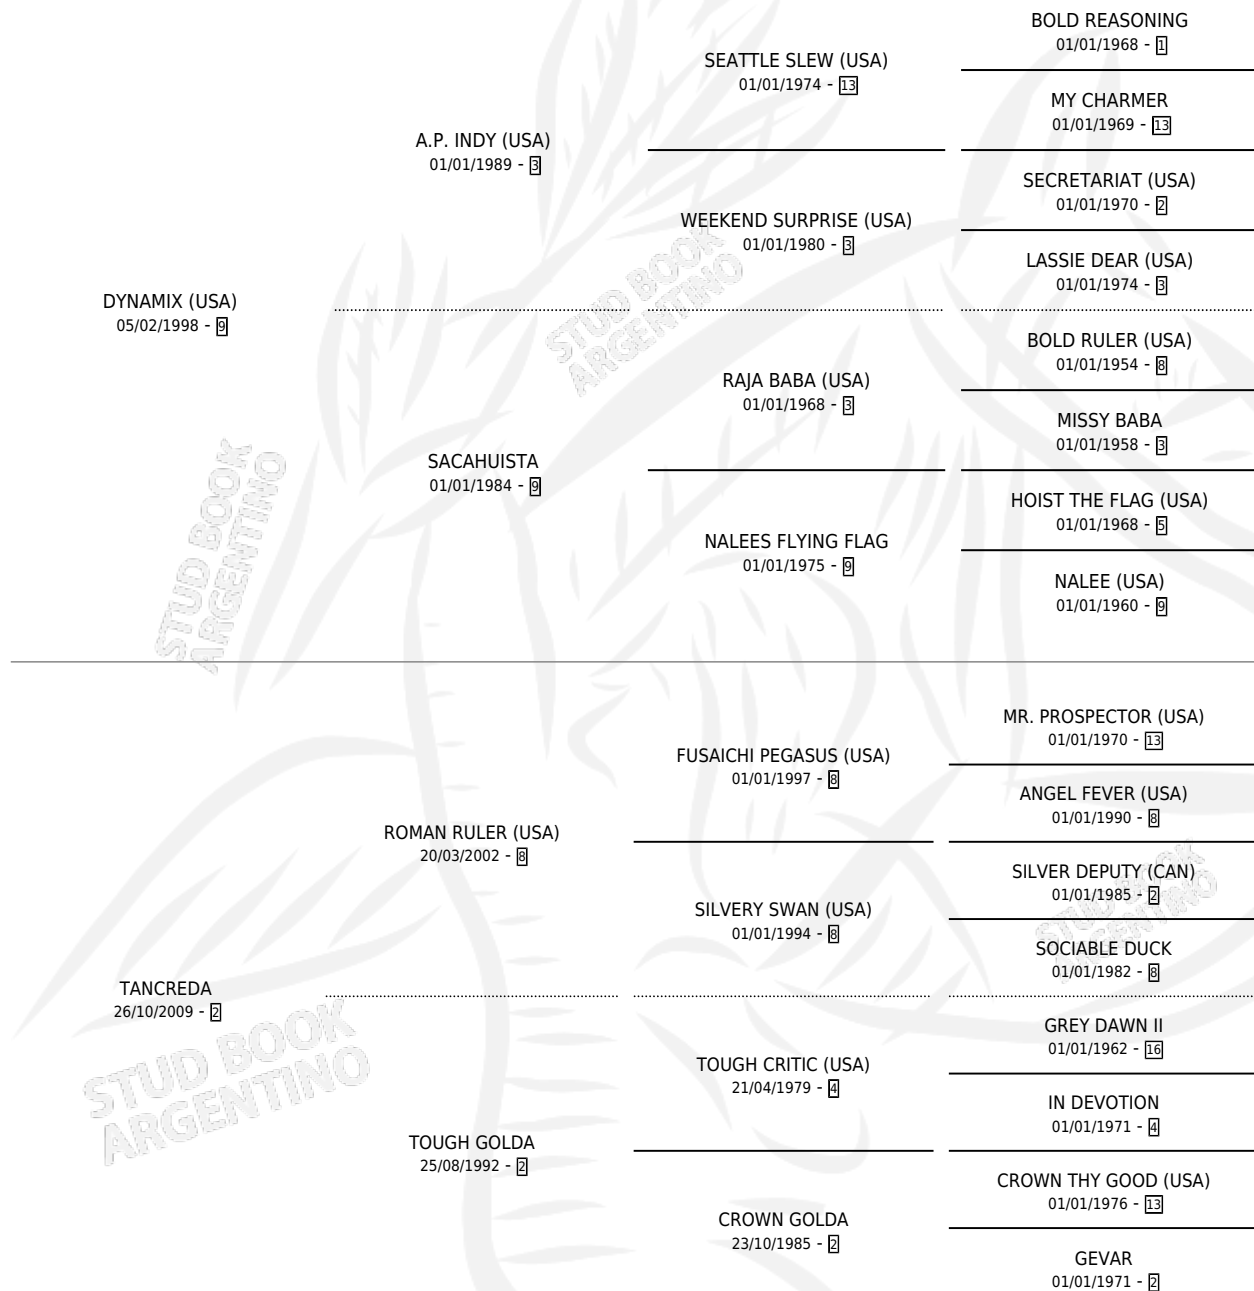 BOLD REASONING
01/01/1968 - 1
SEATTLE SLEW (USA)
01/01/1974 - 13
MY CHARMER
01/01/1969 - 13
A.P. INDY (USA)
01/01/1989 - 3
SECRETARIAT (USA)
01/01/1970 - 2
WEEKEND SURPRISE (USA)
01/01/1980 - 3
LASSIE DEAR (USA)
01/01/1974 - 3
DYNAMIX (USA)
05/02/1998 - 9
STUD BOOK
ARGENTINO
BOLD RULER (USA)
01/01/1954 - 8
RAJA BABA (USA)
01/01/1968 - 3
MISSY BABA
01/01/1958 - 3
SACAHUISTA
01/01/1984 - 9
HOIST THE FLAG (USA)
01/01/1968 - 5
NALEES FLYING FLAG
01/01/1975 - 9
NALEE (USA)
01/01/1960 - 9
STUD BOOK
ARGENTINO
MR. PROSPECTOR (USA)
01/01/1970 - 13
FUSAICHI PEGASUS (USA)
01/01/1997 - 8
ANGEL FEVER (USA)
01/01/1990 - 8
ROMAN RULER (USA)
20/03/2002 - 8
SILVER DEPUTY (CAN)
01/01/1985 - 2
SILVERY SWAN (USA)
01/01/1994 - 8
STUD BOOK
ARGENTINO
SOCIABLE DUCK
01/01/1982 - 8
TANCREDA
26/10/2009 - 2
GREY DAWN II
01/01/1962 - 16
TOUGH CRITIC (USA)
21/04/1979 - 4
IN DEVOTION
01/01/1971 - 4
STUD BOOK
ARGENTINO
TOUGH GOLDA
25/08/1992 - 2
CROWN THY GOOD (USA)
01/01/1976 - 13
CROWN GOLDA
23/10/1985 - 2
GEVAR
01/01/1971 - 2